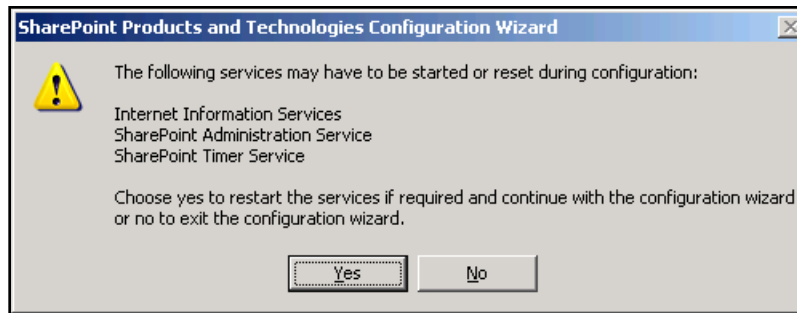 SharePoint Products and Technologies Configuration Wizard
The following services may have to be started or reset during configuration:
Internet Information Services
SharePoint Administration Service
SharePoint Timer Service
Choose yes to restart the services if required and continue with the configuration wizard
or no to exit the configuration wizard.
Yes
No